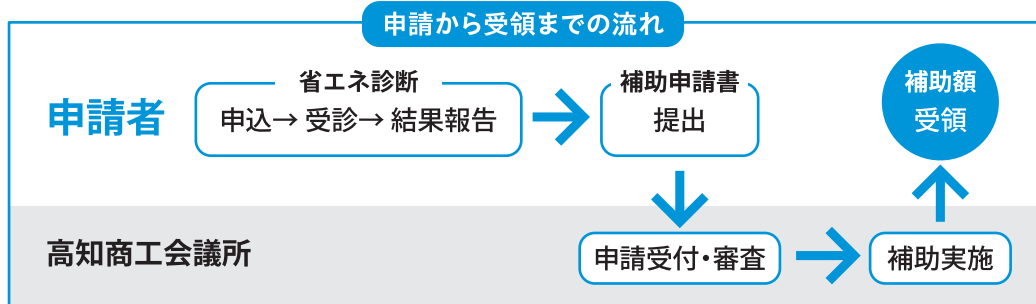 申請から受領までの流れ
申請者
省エネ診断
申込→ 受診→ 結果報告
補助申請書
提出
補助額
受領
高知商工会議所
申請受付・審査
補助実施